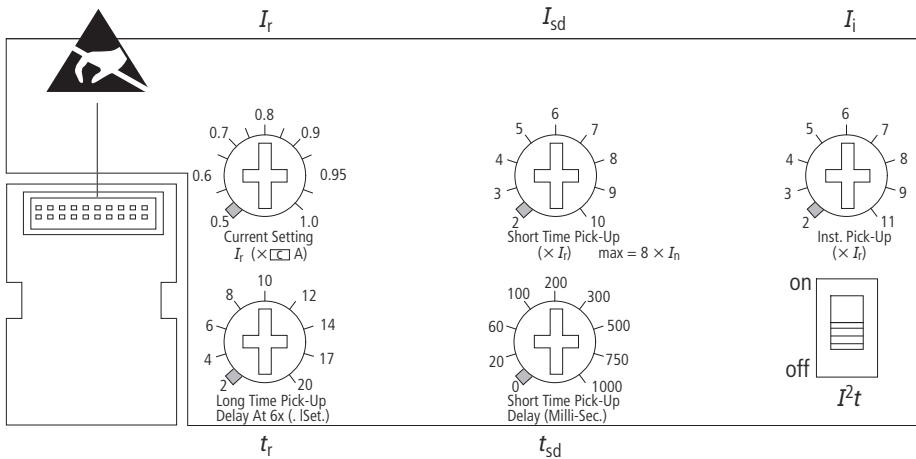 Ir
Isd
Ii
0.5
0.6
0.7
0.8
0.9
0.95
1.0
Current Setting
Ir (× C A)
2
3
4
5
6
7
8
9
10
Short Time Pick-Up
(× Ir) max = 8 × In
2
3
4
5
6
7
8
9
11
Inst. Pick-Up
(× Ir)
2
4
6
8
10
12
14
17
20
Long Time Pick-Up
Delay At 6x (. ISet.)
0
20
60
100
200
300
500
750
1000
Short Time Pick-Up
Delay (Milli-Sec.)
on
off
I²t
tr
tsd